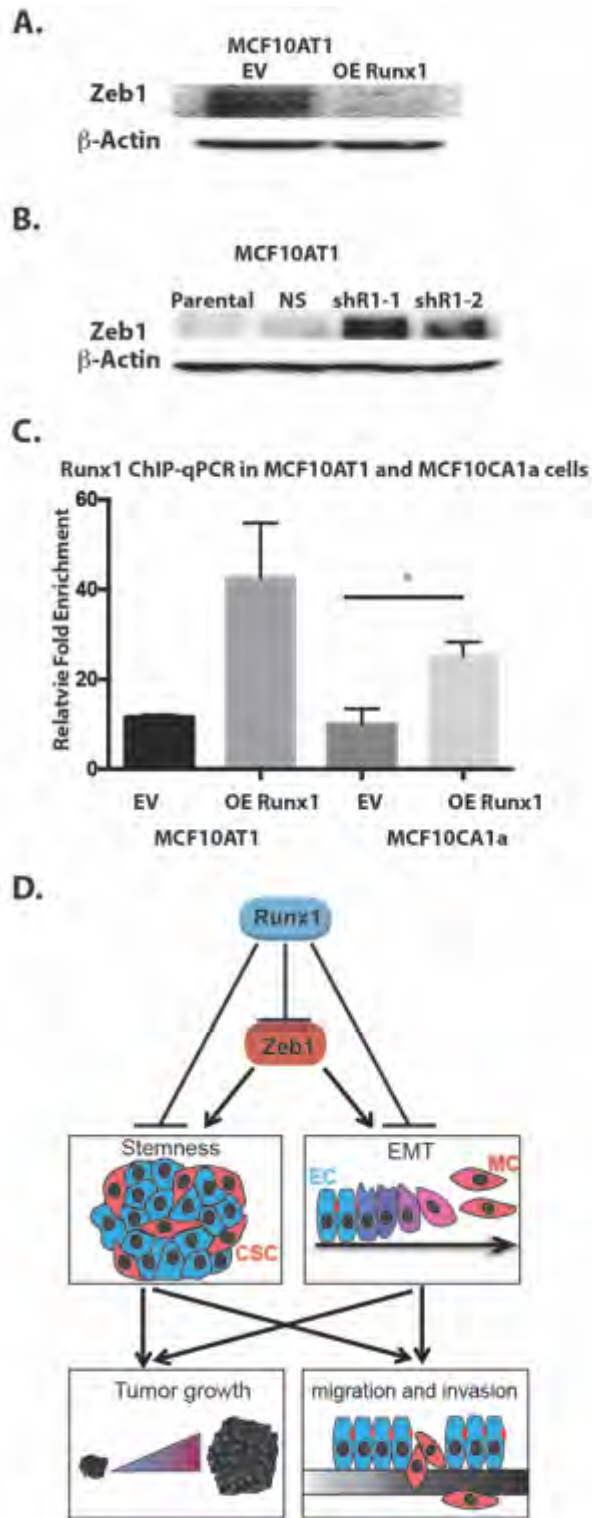 A.
MCF10AT1
EV OE Runx1
Zeb1
β-Actin
B.
MCF10AT1
Parental NS shR1-1 shR1-2
Zeb1
β-Actin
C.
Runx1 ChIP-qPCR in MCF10AT1 and MCF10CA1a cells
Relatvie Fold Enrichment
60
*
40
20
0
EV OE Runx1 EV OE Runx1
MCF10AT1 MCF10CA1a
D.
Runx1
Zeb1
Stemness
CSC
EMT
EC MC
Tumor growth
migration and invasion